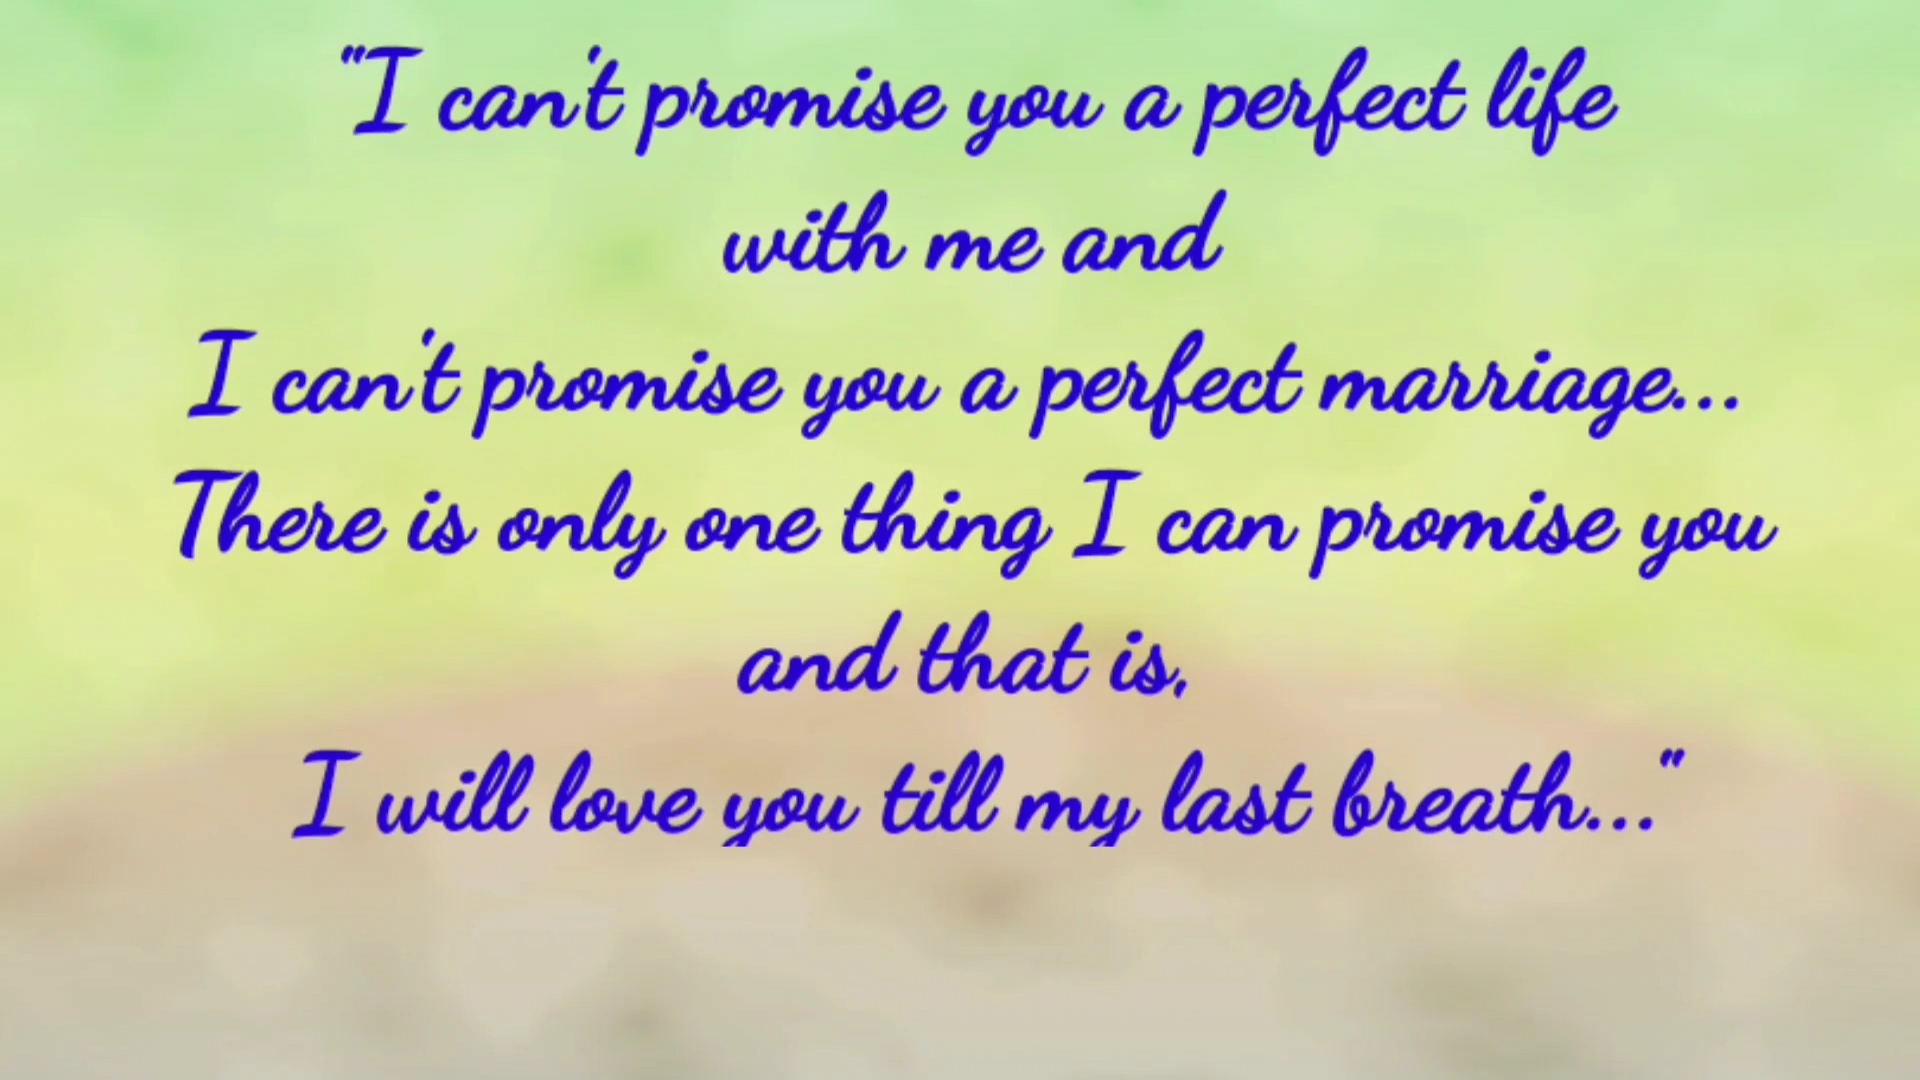 "I can't promise you a perfect life
with me and
I can't promise you a perfect marriage...
There is only one thing I can promise you
and that is,
I will love you till my last breath..."